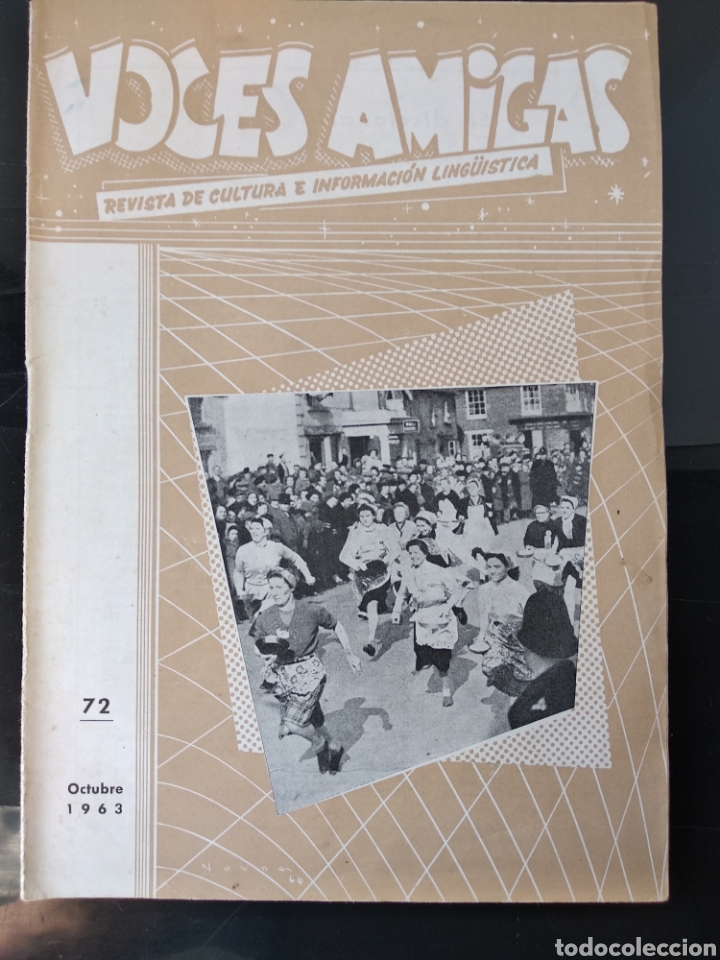 VOCES AMiGAS
REVISTA DE CULTURA E INFORMACIÓN LINGÜISTICA
72
Octubre
1963
todocoleccion